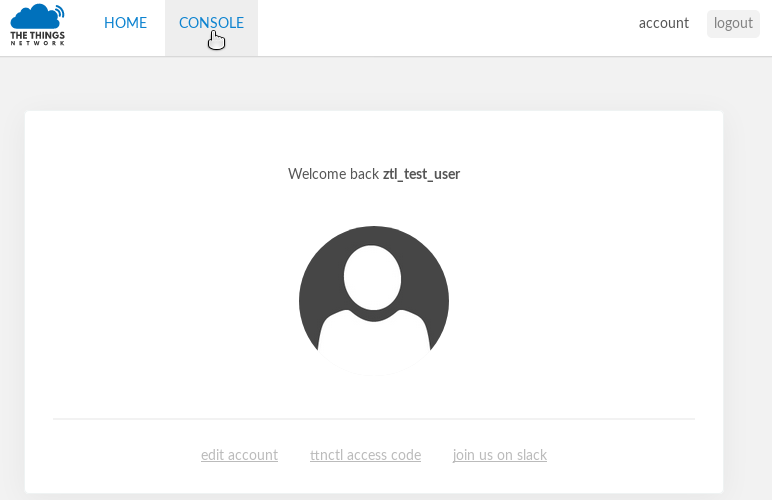 THE THINGS
NETWORK
HOME
CONSOLE
account
logout
Welcome back ztl_test_user
edit account
ttnctl access code
join us on slack